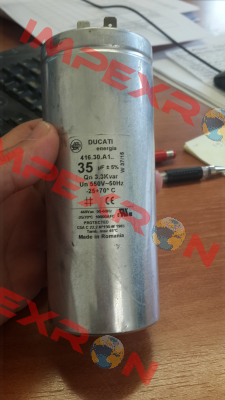 DUCATI
energia
416.30.A1..
35 µF ± 5%
Qn 3.3Kvar
Un 550V~50Hz
-25+70° C
PROTECTED
Made in Romania
IMPEXRON
IMPEXRON